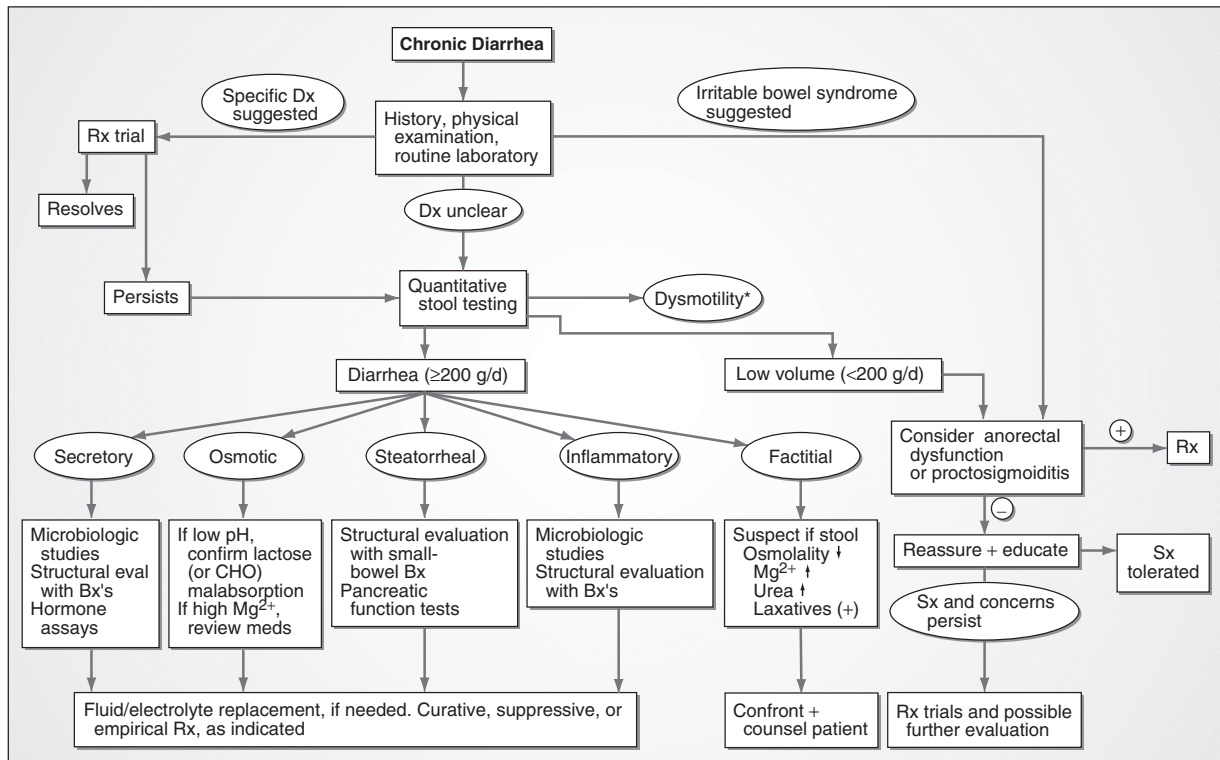 Chronic Diarrhea
Specific Dx
suggested
Irritable bowel syndrome
suggested
History, physical
examination,
routine laboratory
Rx trial
Resolves
Dx unclear
Persists
Quantitative
stool testing
Dysmotility*
Diarrhea (≥200 g/d)
Low volume (<200 g/d)
Secretory
Osmotic
Steatorrheal
Inflammatory
Factitial
Consider anorectal
dysfunction
or proctosigmoiditis
+
Rx
−
Microbiologic
studies
Structural eval
with Bx's
Hormone
assays
If low pH,
confirm lactose
(or CHO)
malabsorption
If high Mg2+,
review meds
Structural evaluation
with small-
bowel Bx
Pancreatic
function tests
Microbiologic
studies
Structural evaluation
with Bx's
Suspect if stool
Osmolality ↓
Mg2+ ↑
Urea ↑
Laxatives (+)
Reassure + educate
Sx
tolerated
Sx and concerns
persist
Fluid/electrolyte replacement, if needed. Curative, suppressive, or
empirical Rx, as indicated
Confront +
counsel patient
Rx trials and possible
further evaluation